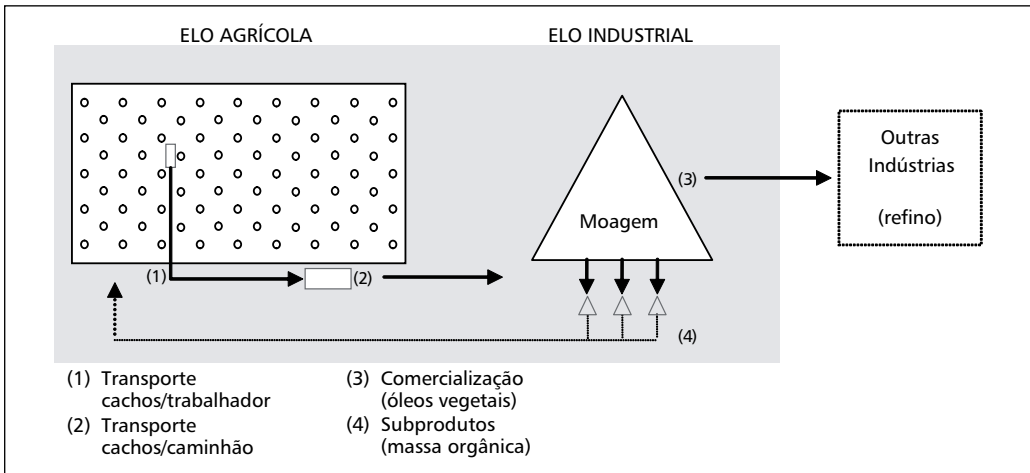 ELO AGRÍCOLA
ELO INDUSTRIAL
Outras
Indústrias
(refino)
(3)
Moagem
(1)
(2)
(4)
(1) Transporte
cachos/trabalhador
(2) Transporte
cachos/caminhão
(3) Comercialização
(óleos vegetais)
(4) Subprodutos
(massa orgânica)